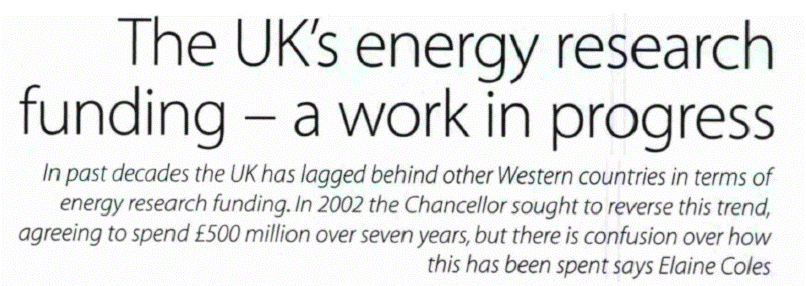 The UK's energy research
funding – a work in progress
In past decades the UK has lagged behind other Western countries in terms of
energy research funding. In 2002 the Chancellor sought to reverse this trend,
agreeing to spend £500 million over seven years, but there is confusion over how
this has been spent says Elaine Coles